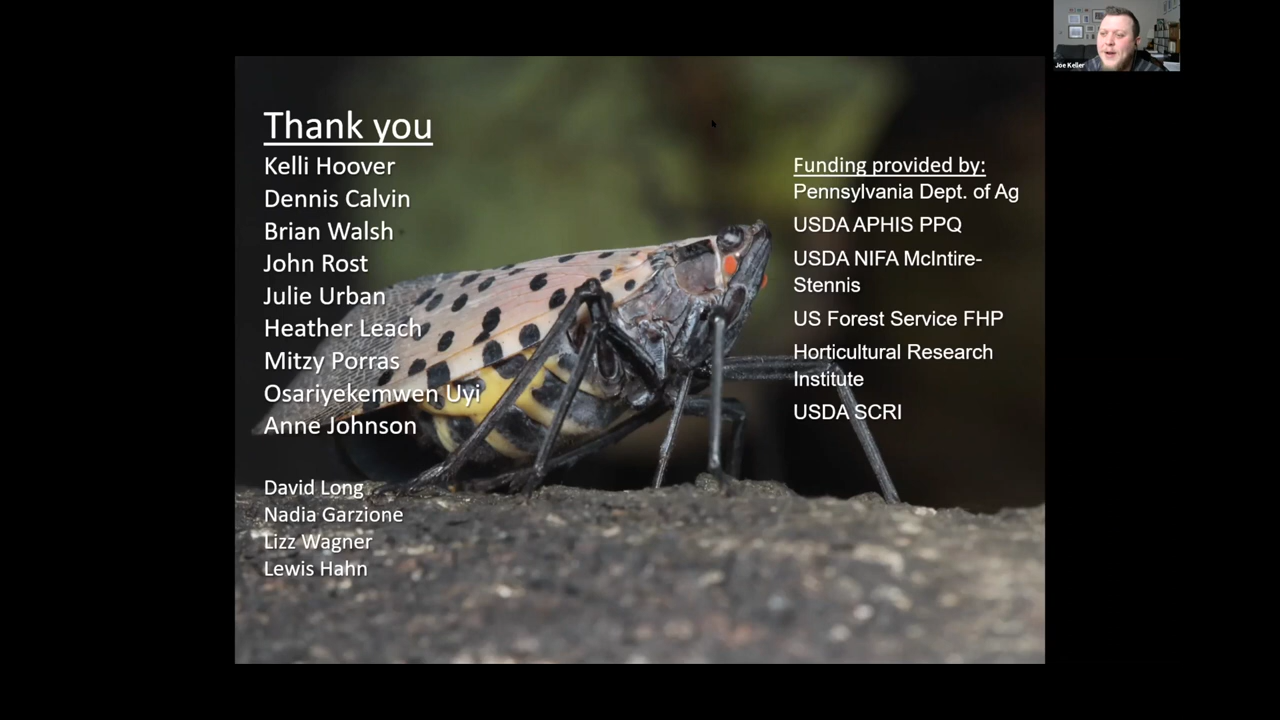 Joe Keller
Thank you
Kelli Hoover
Dennis Calvin
Brian Walsh
John Rost
Julie Urban
Heather Leach
Mitzy Porras
Osariyekemwen Uyi
Anne Johnson
David Long
Nadia Garzione
Lizz Wagner
Lewis Hahn
Funding provided by:
Pennsylvania Dept. of Ag
USDA APHIS PPQ
USDA NIFA McIntire-
Stennis
US Forest Service FHP
Horticultural Research
Institute
USDA SCRI